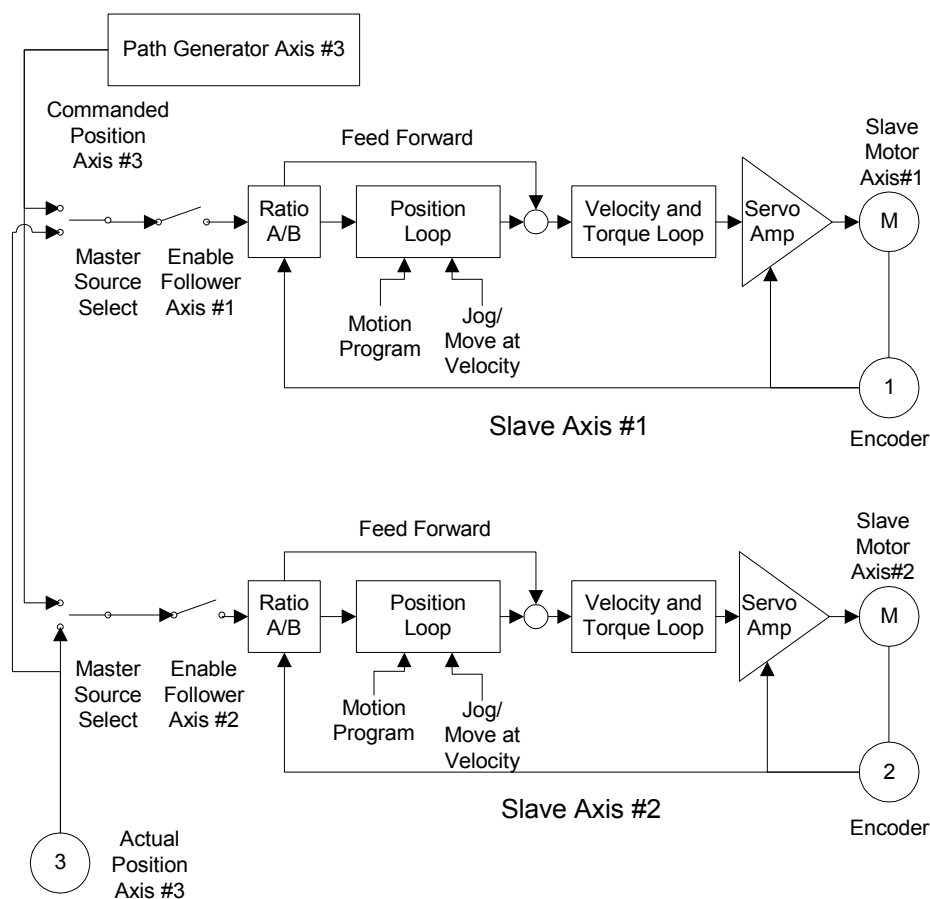 Path Generator Axis #3
Commanded
Position
Axis #3
Feed Forward
Slave
Motor
Axis#1
Ratio
A/B
Position
Loop
Velocity and
Torque Loop
Servo
Amp
M
Master
Source
Select
Enable
Follower
Axis #1
Motion
Program
Jog/
Move at
Velocity
1
Slave Axis #1
Encoder
Feed Forward
Slave
Motor
Axis#2
Ratio
A/B
Position
Loop
Velocity and
Torque Loop
Servo
Amp
M
Master
Source
Select
Enable
Follower
Axis #2
Motion
Program
Jog/
Move at
Velocity
2
Slave Axis #2
Encoder
3
Actual
Position
Axis #3